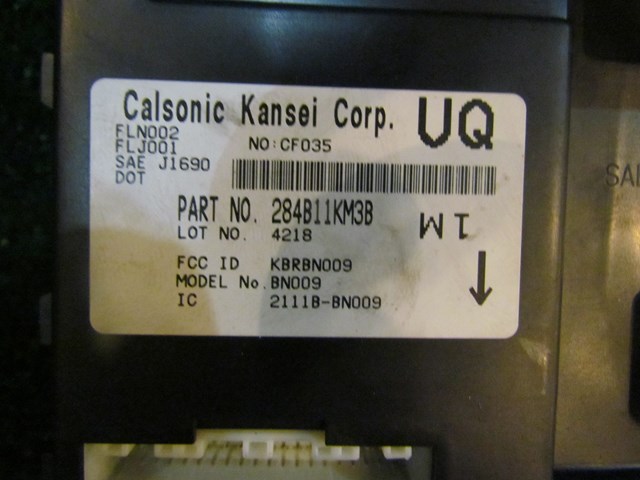 Calsonic Kansei Corp. UQ
FLN002
FLJ001 NO:CF035
SAE J1690
DOT
PART NO. 284B11KM3B
1M
LOT NO. 4218
FCC ID KBRBN009
MODEL No. BN009
IC 2111B-BN009
↓